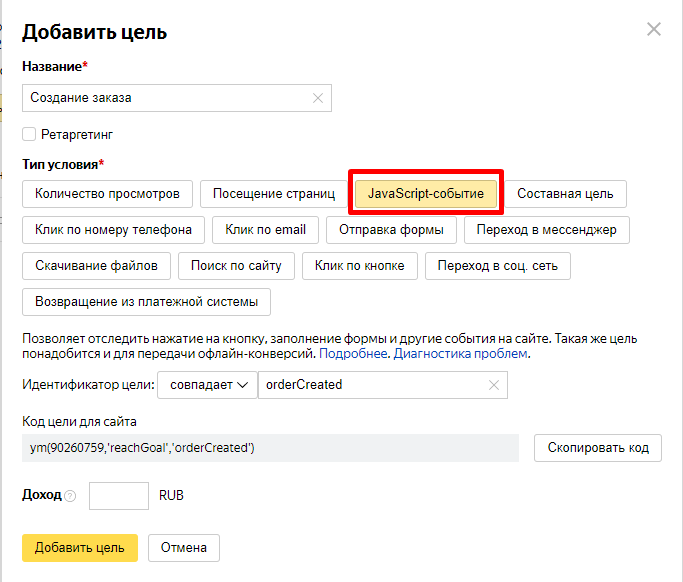 Добавить цель
Название*
Создание заказа
Ретаргетинг
Тип условия*
Количество просмотров Посещение страниц JavaScript-событие Составная цель
Клик по номеру телефона Клик по email Отправка формы Переход в мессенджер
Скачивание файлов Поиск по сайту Клик по кнопке Переход в соц. сеть
Возвращение из платежной системы
Позволяет отследить нажатие на кнопку, заполнение формы и другие события на сайте. Такая же цель
понадобится и для передачи офлайн-конверсий. Подробнее. Диагностика проблем.
Идентификатор цели: совпадает orderCreated
Код цели для сайта
ym(90260759,'reachGoal','orderCreated') Скопировать код
Доход ? RUB
Добавить цель Отмена